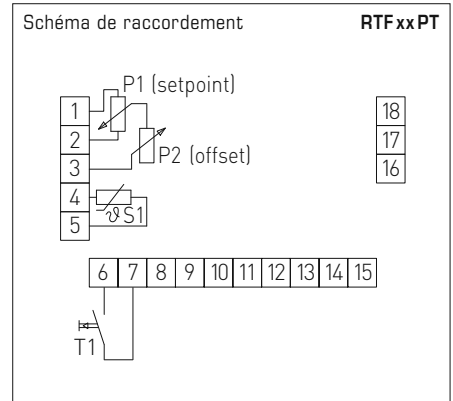 Schéma de raccordement RTF xx PT
P1 (setpoint)
1
2
3
4
5
P2 (offset)
ϑ S1
18
17
16
6 7 8 9 10 11 12 13 14 15
T1